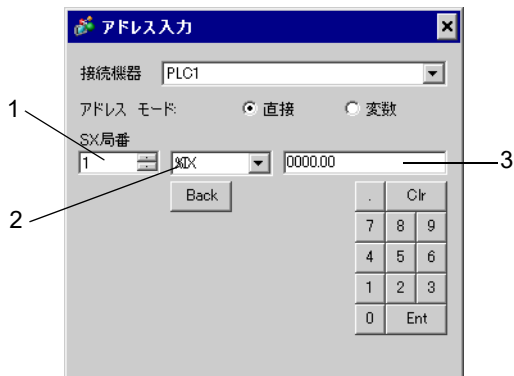 アドレス入力
接続機器 PLC1
アドレス モード: 直接 変数
SX局番
1 %IX 0000.00
Back . Clr
7 8 9
4 5 6
1 2 3
0 Ent
1
2
3